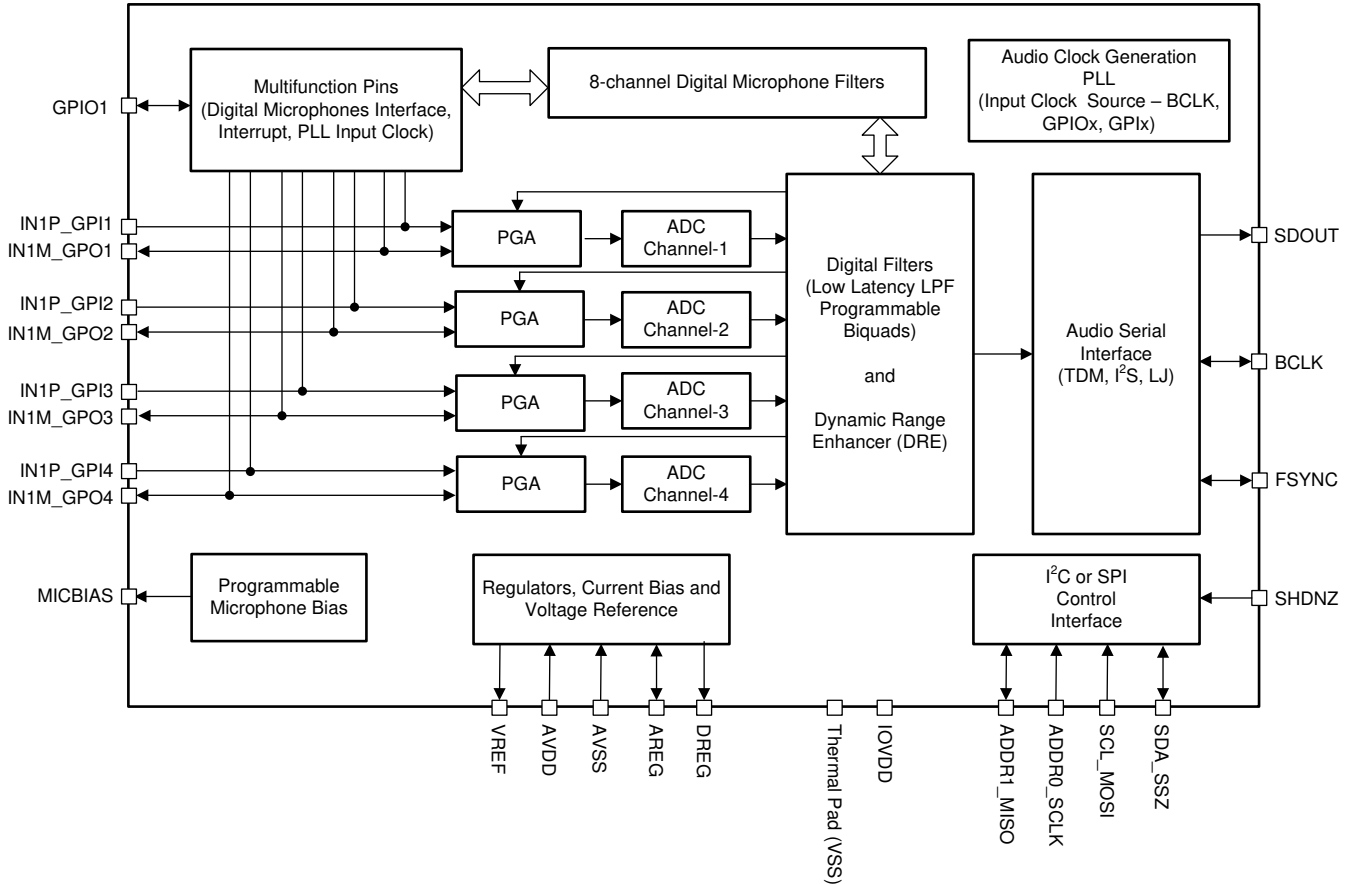 Multifunction Pins
(Digital Microphones Interface,
Interrupt, PLL Input Clock)
8-channel Digital Microphone Filters
Audio Clock Generation
PLL
(Input Clock Source – BCLK,
GPIOx, GPIx)
GPIO1
IN1P_GPI1
IN1M_GPO1
IN1P_GPI2
IN1M_GPO2
IN1P_GPI3
IN1M_GPO3
IN1P_GPI4
IN1M_GPO4
MICBIAS
PGA
ADC
Channel-1
PGA
ADC
Channel-2
PGA
ADC
Channel-3
PGA
ADC
Channel-4
Digital Filters
(Low Latency LPF
Programmable
Biquads)
and
Dynamic Range
Enhancer (DRE)
Audio Serial
Interface
(TDM, I²S, LJ)
SDOUT
BCLK
FSYNC
SHDNZ
Programmable
Microphone Bias
Regulators, Current Bias and
Voltage Reference
I²C or SPI
Control
Interface
VREF
AVDD
AVSS
AREG
DREG
Thermal Pad (VSS)
IOVDD
ADDR1_MISO
ADDR0_SCLK
SCL_MOSI
SDA_SSZ